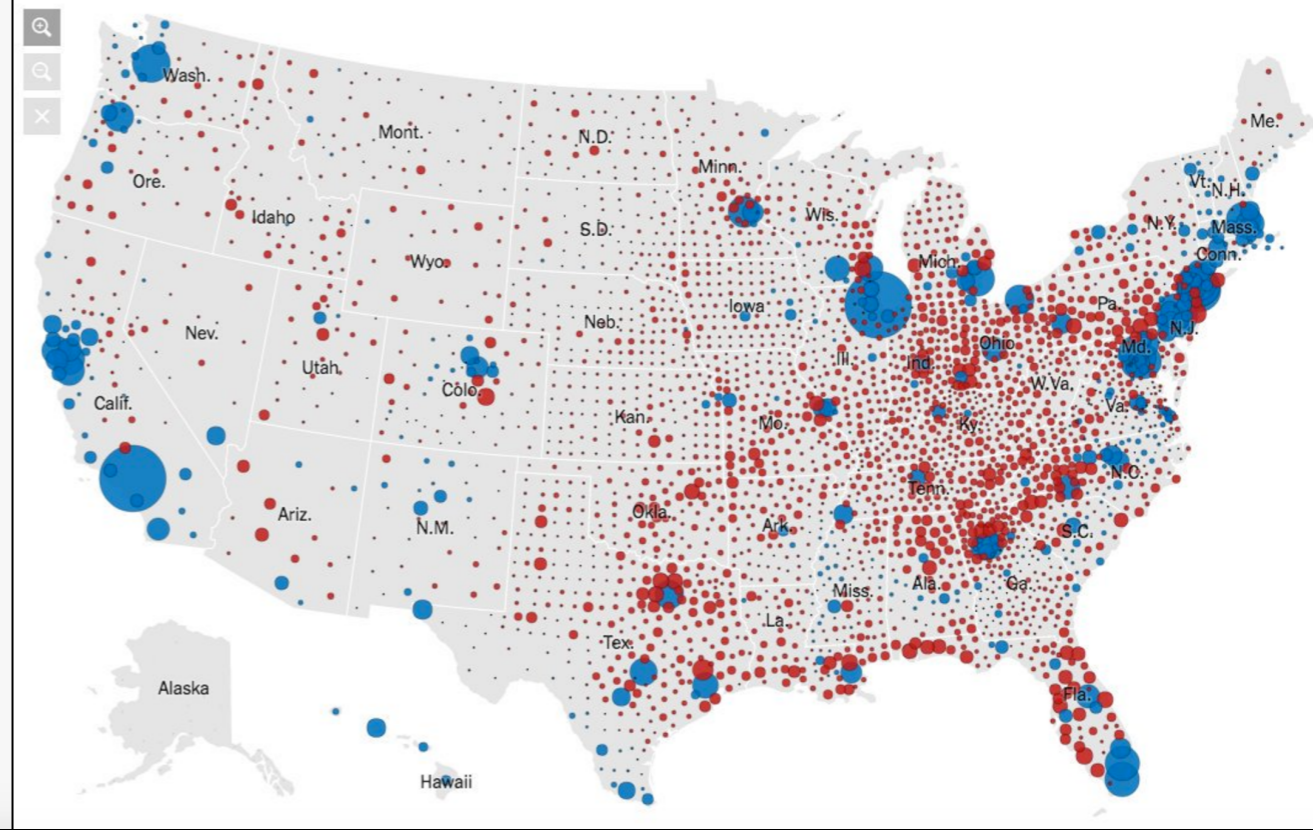 Wash.
Mont.
N.D.
Minn.
Me.
Ore.
Idaho
S.D.
Wis.
Vt.
N.H.
N.Y.
Mass.
Wyo.
Mich.
Conn.
Nev.
Neb.
Iowa
Pa.
N.J.
Utah
Colo.
Ill.
Ind.
Ohio
Md.
Calif.
Kan.
Mo.
Ky.
W.Va.
Va.
Ariz.
N.M.
Okla.
Ark.
Tenn.
N.C.
S.C.
Tex.
La.
Miss.
Ala.
Ga.
Alaska
Hawaii
Fla.